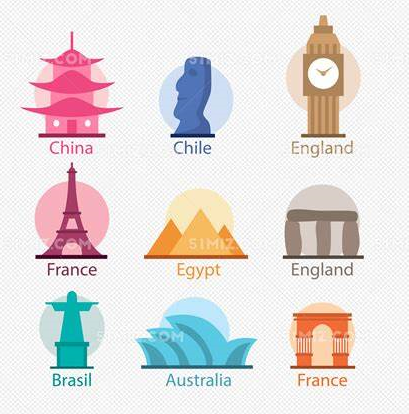 China
Chile
England
France
Egypt
England
Brasil
Australia
France